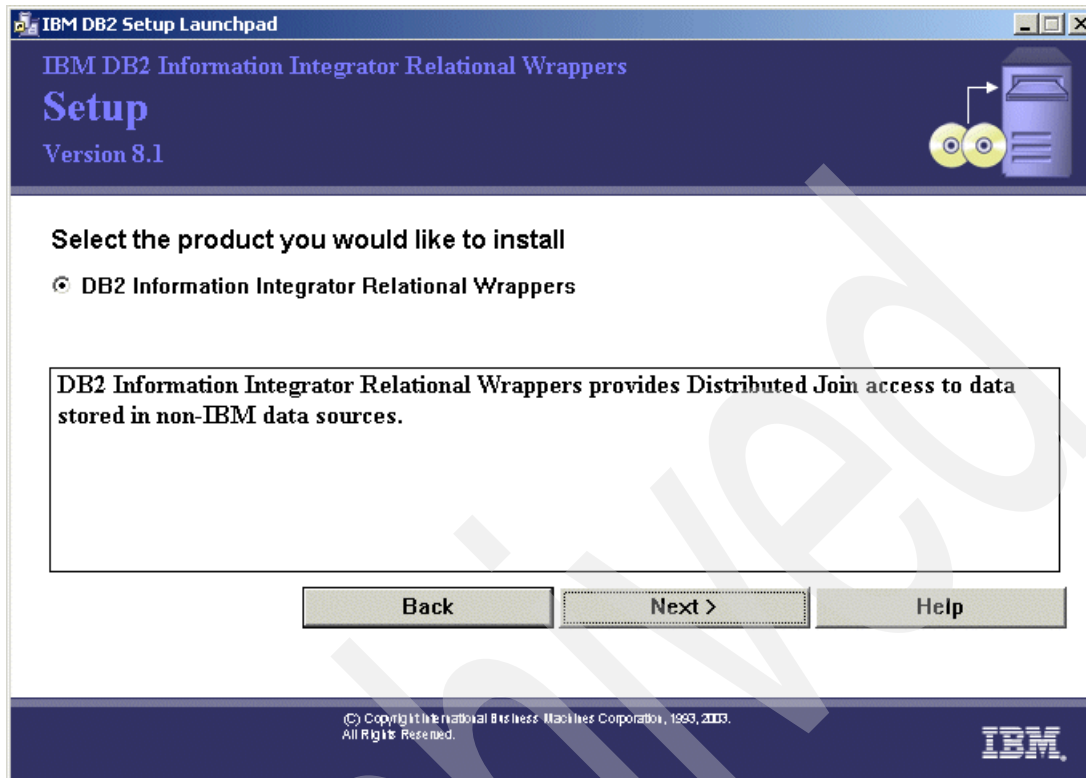 IBM DB2 Setup Launchpad
IBM DB2 Information Integrator Relational Wrappers
Setup
Version 8.1
Select the product you would like to install
DB2 Information Integrator Relational Wrappers
DB2 Information Integrator Relational Wrappers provides Distributed Join access to data
stored in non-IBM data sources.
Back
Next >
Help
(C) Copyright International Business Machines Corporation, 1993, 2003.
All Rights Reserved.
IBM
hived